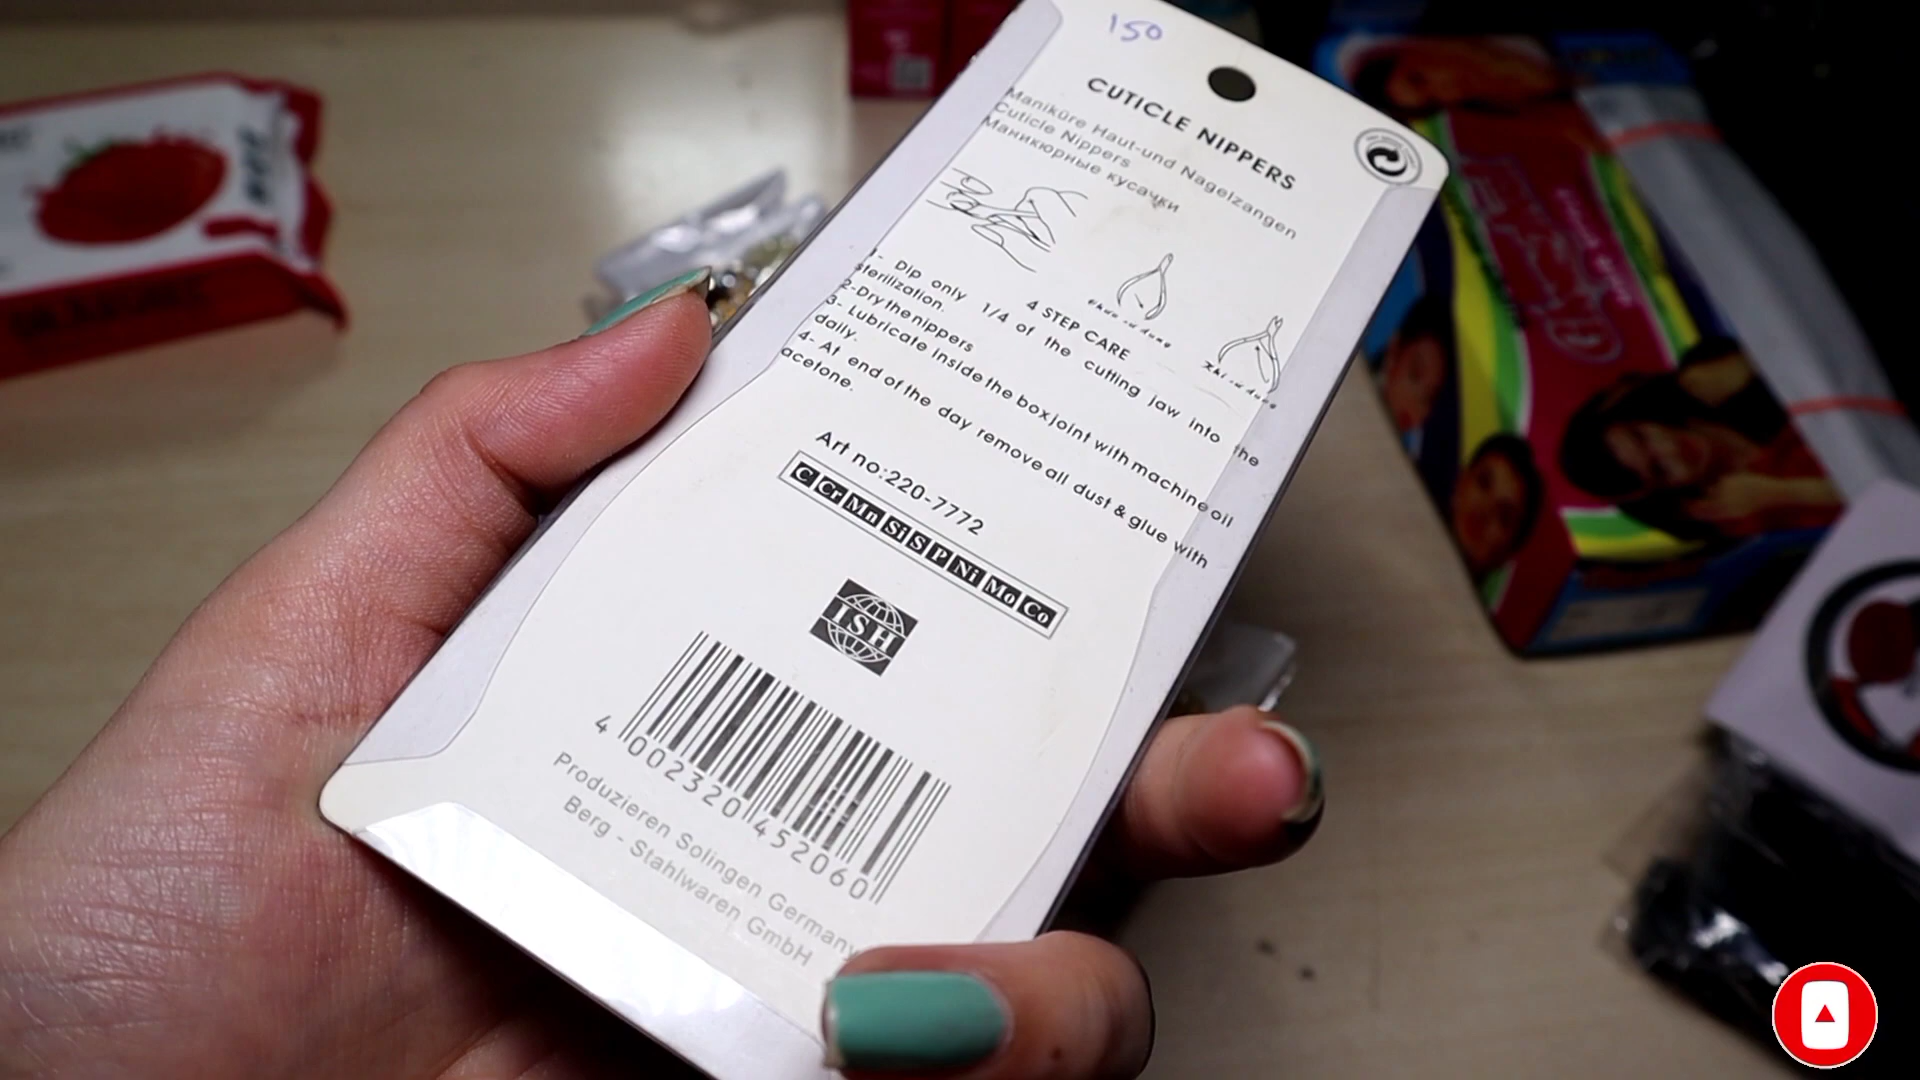 150
CUTICLE NIPPERS
Maniküre Haut-und Nagelzangen
Cuticle Nippers
Маникюрные кусачки
4 STEP CARE
1- Dip only 1/4 of the cutting jaw into the
sterilization.
2-Dry the nippers
3- Lubricate inside the box joint with machine oil
daily.
4- At end of the day remove all dust & glue with
acetone.
Art no:220-7772
C Cr Mn Si S P Ni Mo Co
ISH
4 002320 452060
Produzieren Solingen Germany
Berg - Stahlwaren GmbH